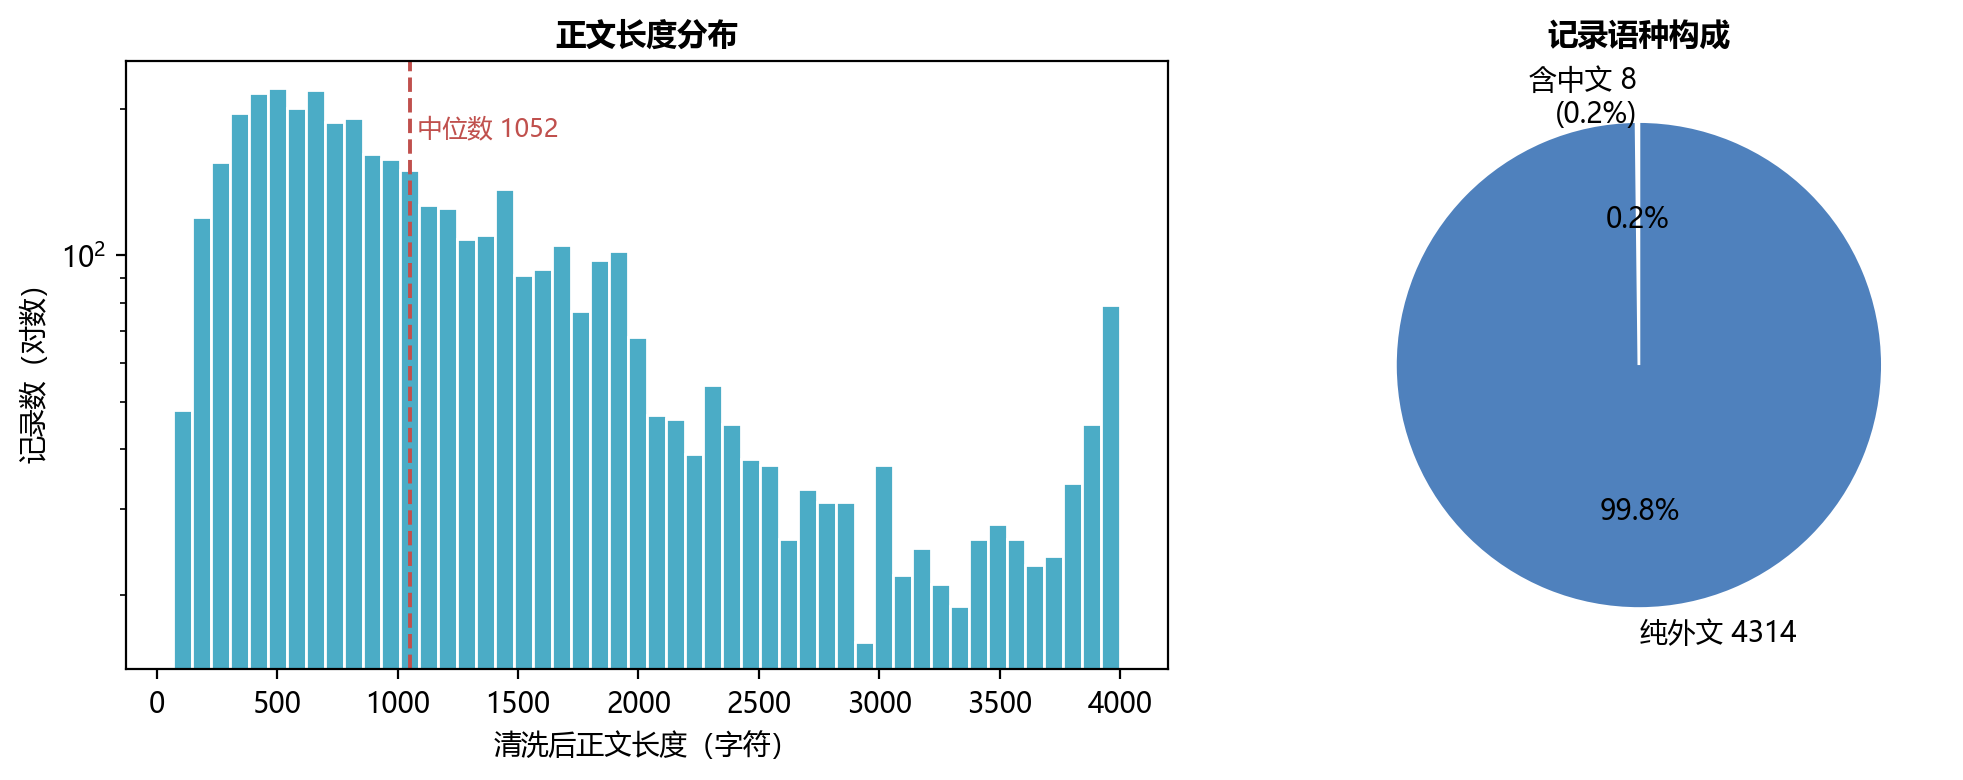 正文长度分布
中位数 1052
10²
记录数（对数）
0 500 1000 1500 2000 2500 3000 3500 4000
清洗后正文长度（字符）
记录语种构成
含中文 8
(0.2%)
0.2%
99.8%
纯外文 4314